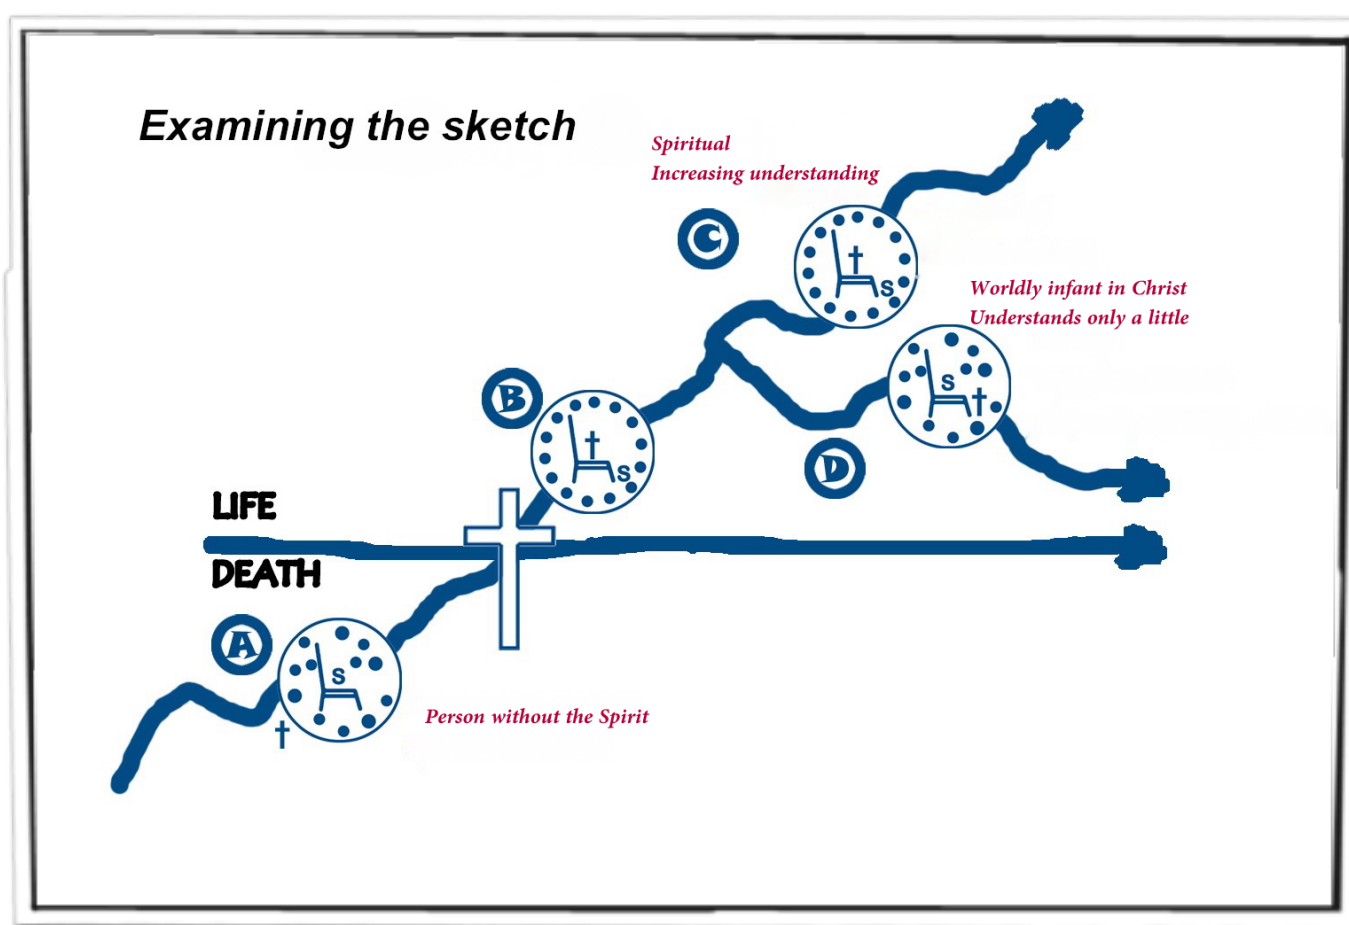 Examining the sketch
Spiritual
Increasing understanding
C
S
Worldly infant in Christ
Understands only a little
S
B
S
D
LIFE
DEATH
A
S
Person without the Spirit